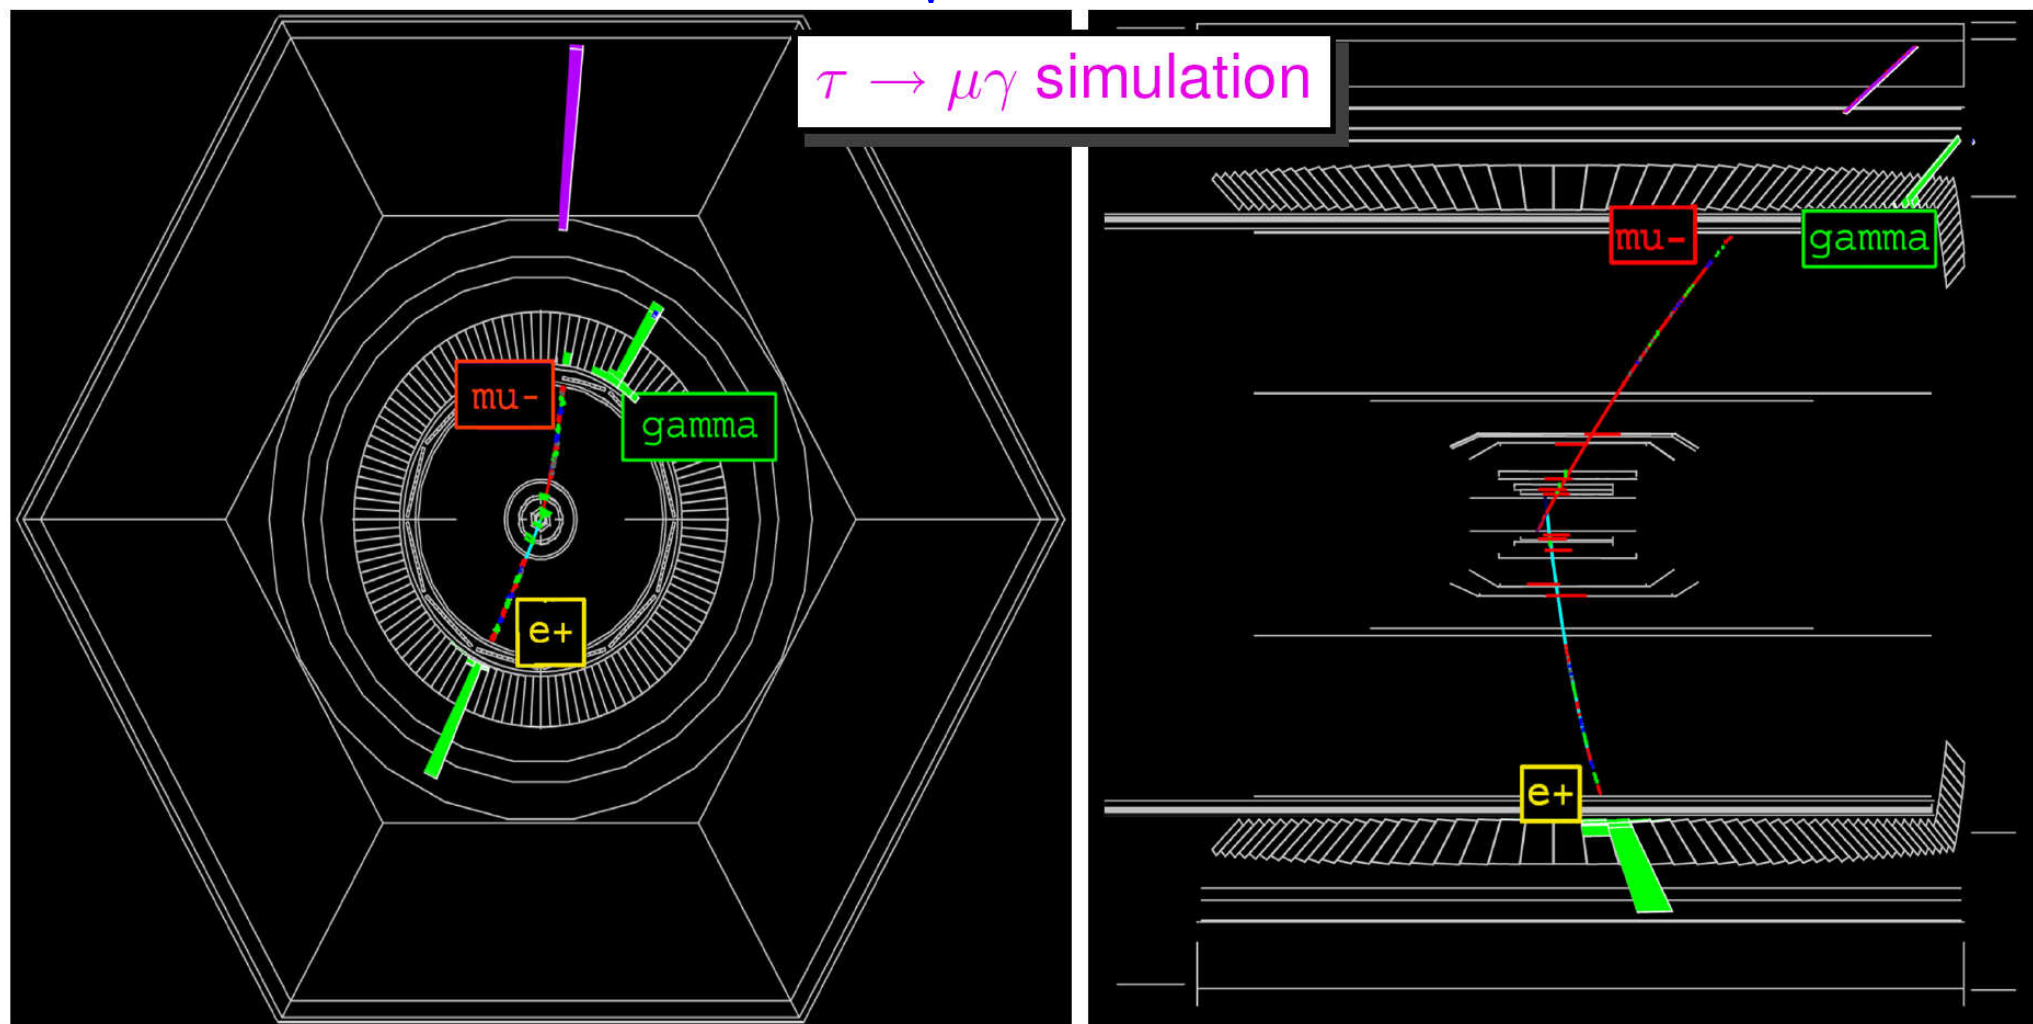 τ → μγ simulation
mu-
gamma
e+
mu-
gamma
e+